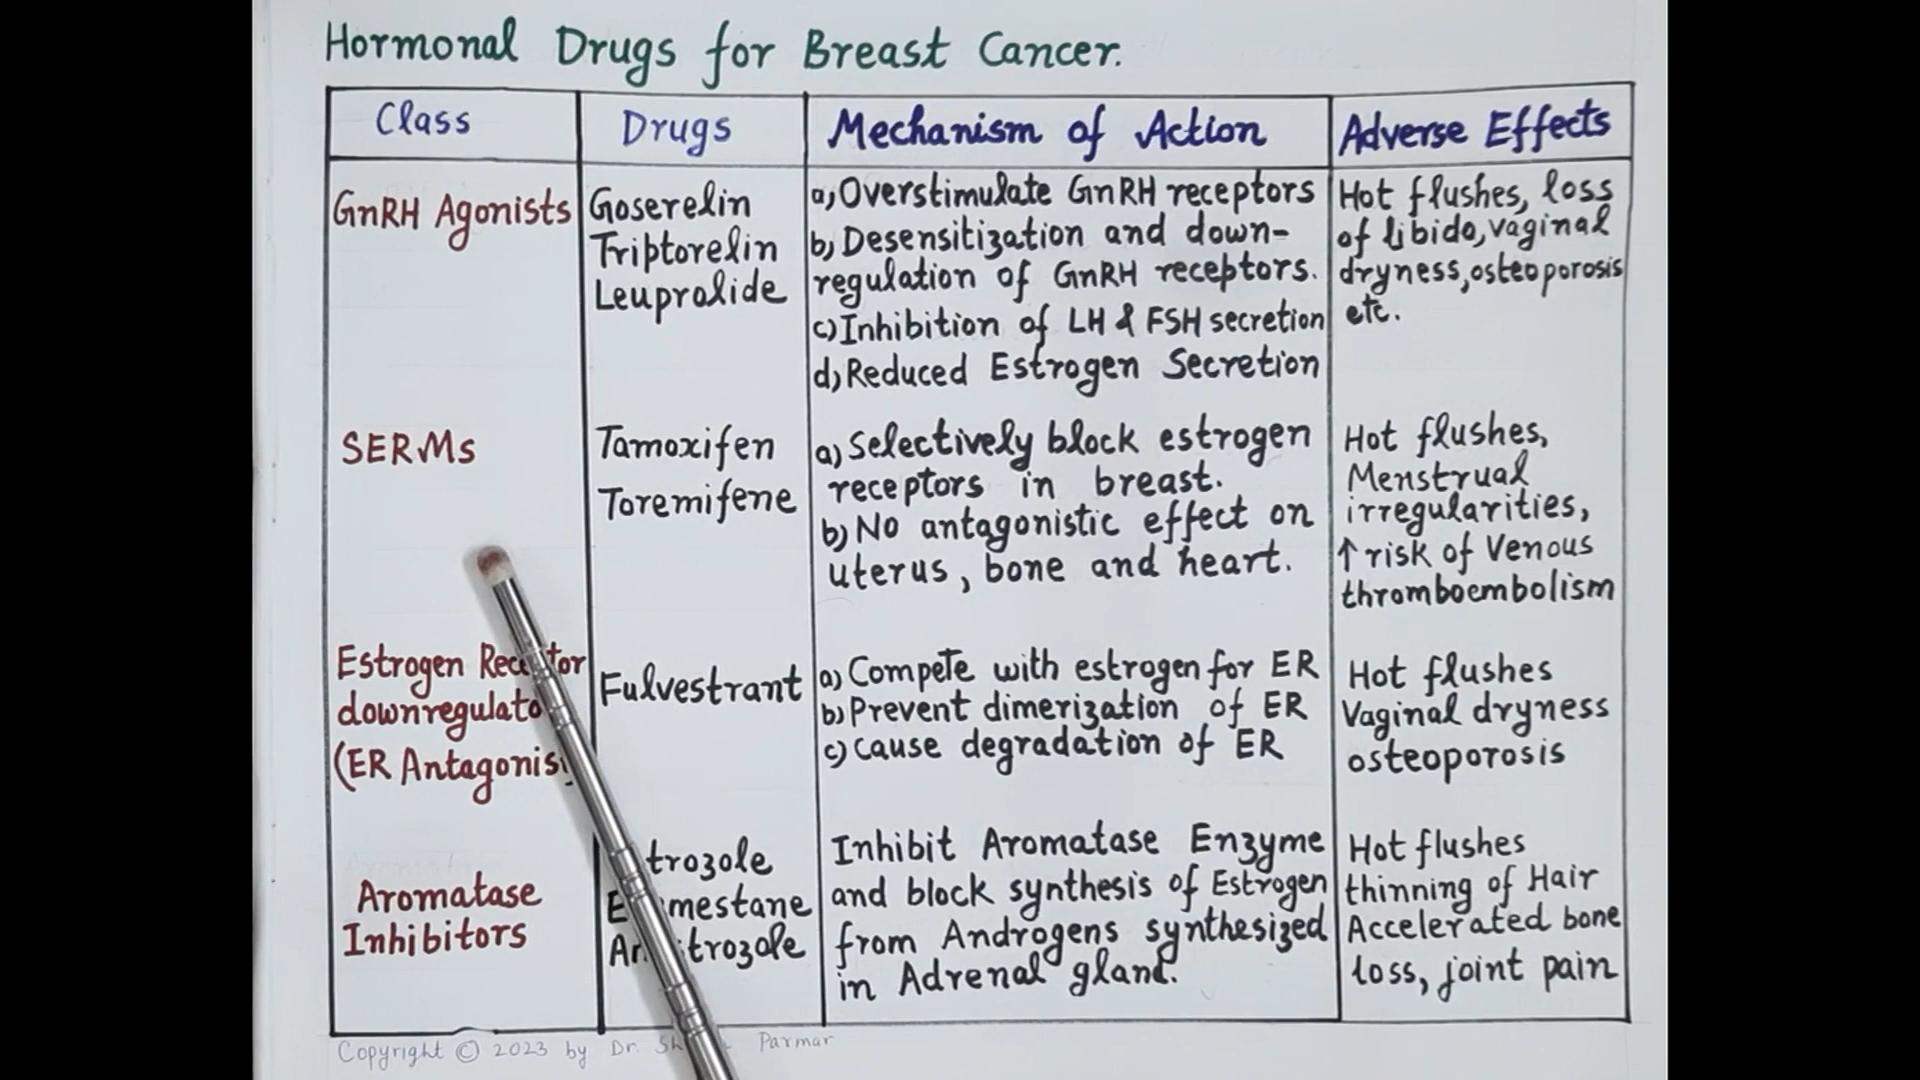 Hormonal Drugs for Breast Cancer.
Class
Drugs
Mechanism of Action
Adverse Effects
GnRH Agonists
Goserelin
Triptorelin
Leuprolide
a) Overstimulate GnRH receptors
b) Desensitization and down-
regulation of GnRH receptors.
c) Inhibition of LH & FSH secretion
d) Reduced Estrogen Secretion
Hot flushes, loss
of libido, vaginal
dryness, osteoporosis
etc.
SERMs
Tamoxifen
Toremifene
a) Selectively block estrogen
receptors in breast.
b) No antagonistic effect on
uterus, bone and heart.
Hot flushes,
Menstrual
irregularities,
↑ risk of Venous
thromboembolism
Estrogen
downregulato
(ER Antagonis
Fulvestrant
a) Compete with estrogen for ER
b) Prevent dimerization of ER
c) Cause degradation of ER
Hot flushes
Vaginal dryness
osteoporosis
Aromatase
Inhibitors
trozole
mestane
trozole
Inhibit Aromatase Enzyme
and block synthesis of Estrogen
from Androgens synthesized
in Adrenal gland.
Hot flushes
thinning of Hair
Accelerated bone
loss, joint pain
Copyright © 2023 by Dr. Parmar